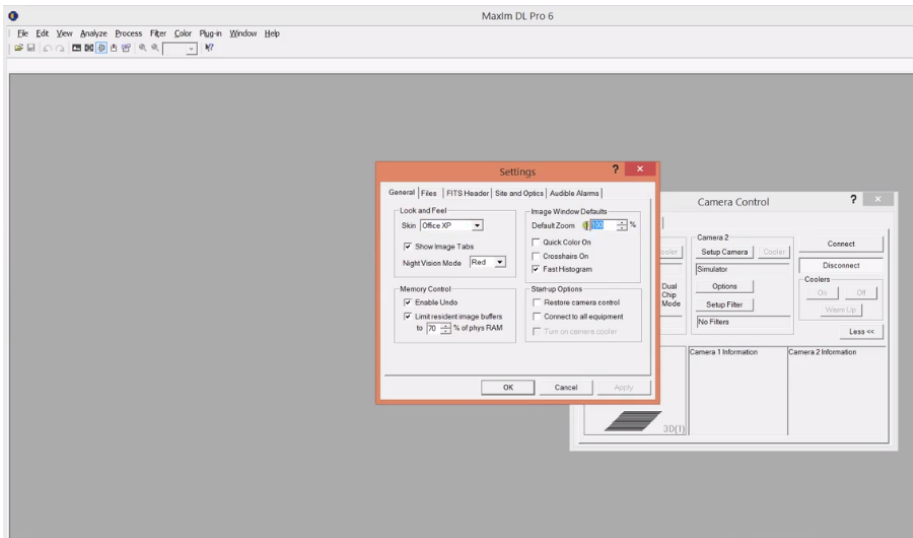 MaxIm DL Pro 6
File Edit View Analyze Process Filter Color Plug-in Window Help
Settings ?
General Files FITS Header Site and Optics Audible Alarms
Look and Feel
Skin Office XP
Show Image Tabs
Night Vision Mode Red
Memory Control
Enable Undo
Limit resident image buffers
to 70 % of phys RAM
Image Window Defaults
Default Zoom 100 %
Quick Color On
Crosshairs On
Fast Histogram
Start-up Options
Restore camera control
Connect to all equipment
Turn on camera cooler
OK Cancel Apply
Camera Control ?
Dual
Chip
Mode
Camera 2
Setup Camera Cooler
Simulator
Options
Setup Filter
No Filters
Connect
Disconnect
Coolers
On Off
Warm Up
Less <<
Camera 1 Information Camera 2 Information
3D(1)